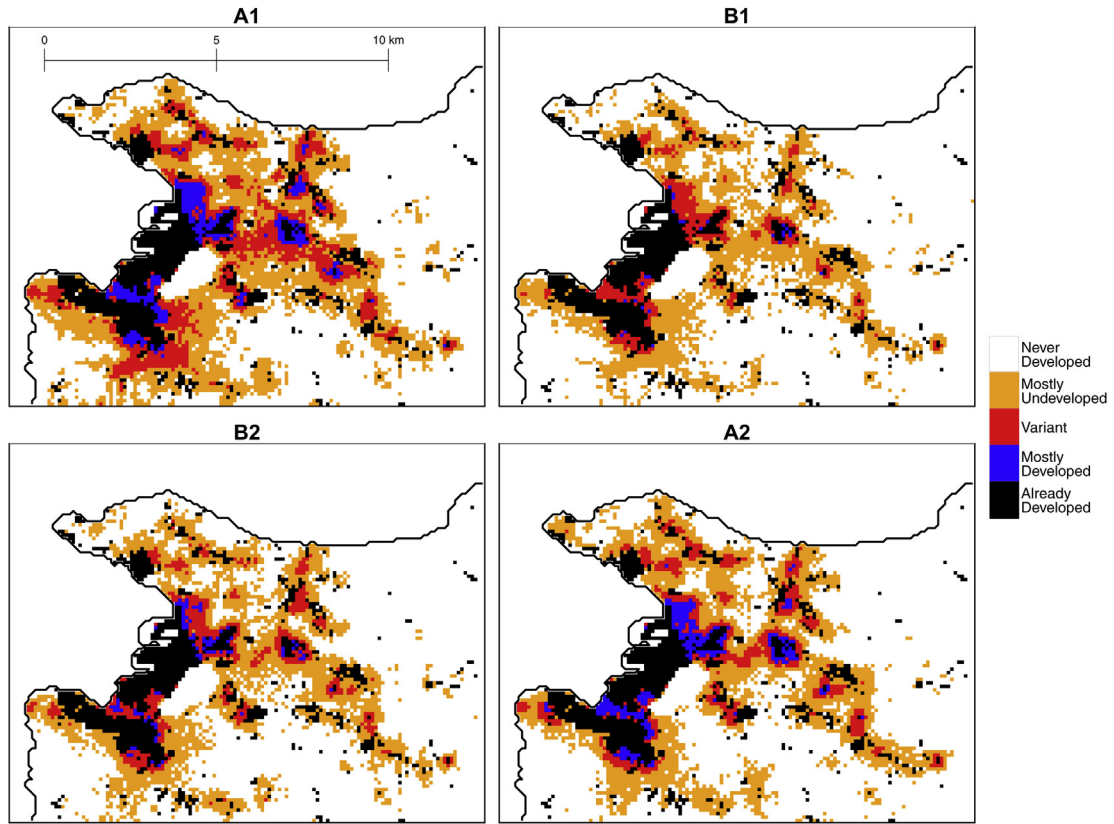 A1
B1
0
5
10 km
Never
Developed
Mostly
Undeveloped
Variant
Mostly
Developed
Already
Developed
B2
A2